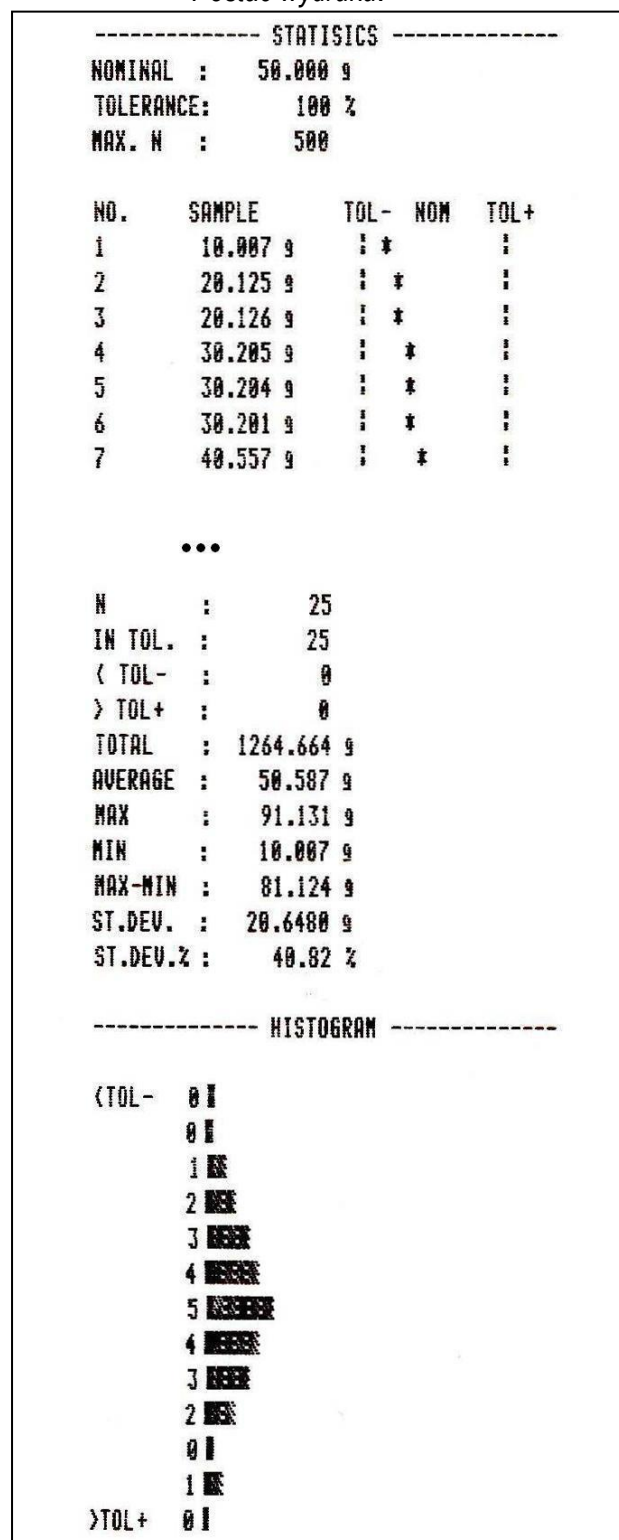 Postać wydruku:
-------------- STATISICS --------------
NOMINAL : 50.000 g
TOLERANCE: 100 %
MAX. N : 500
NO. SAMPLE TOL- NOM TOL+
1 10.007 g ¦ * ¦
2 20.125 g ¦ * ¦
3 20.126 g ¦ * ¦
4 30.205 g ¦ * ¦
5 30.204 g ¦ * ¦
6 30.201 g ¦ * ¦
7 40.557 g ¦ * ¦
•••
N : 25
IN TOL. : 25
< TOL- : 0
> TOL+ : 0
TOTAL : 1264.664 g
AVERAGE : 50.587 g
MAX : 91.131 g
MIN : 10.007 g
MAX-MIN : 81.124 g
ST.DEV. : 20.6480 g
ST.DEV.% : 40.82 %
-------------- HISTOGRAM --------------
<TOL- 0
0
1
2
3
4
5
4
3
2
0
1
>TOL+ 0